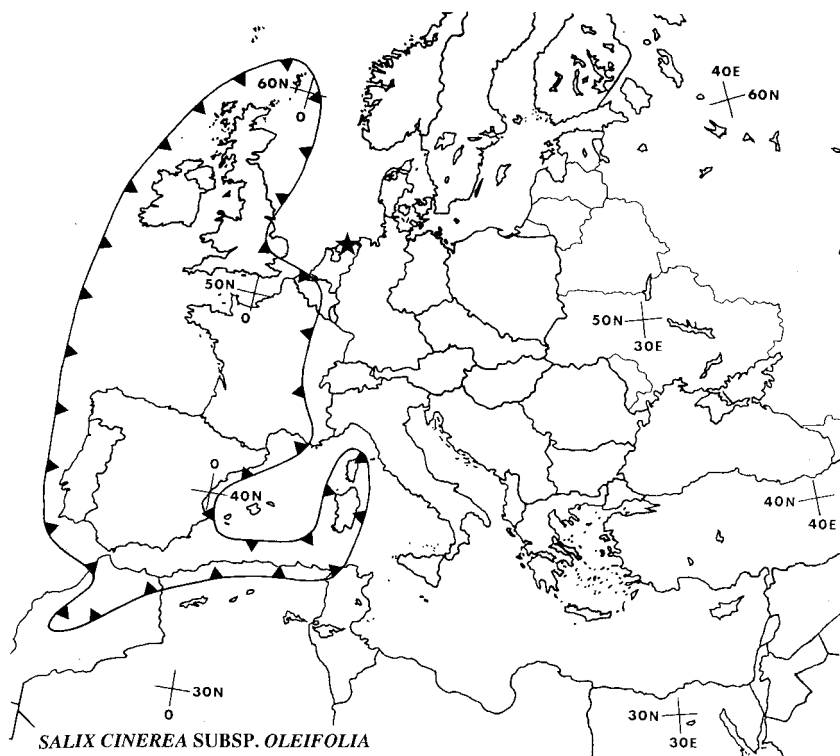 60N
0
40E
60N
50N
0
50N
30E
0
40N
40N
40E
30N
0
30N
30E
SALIX CINEREA SUBSP. OLEIFOLIA